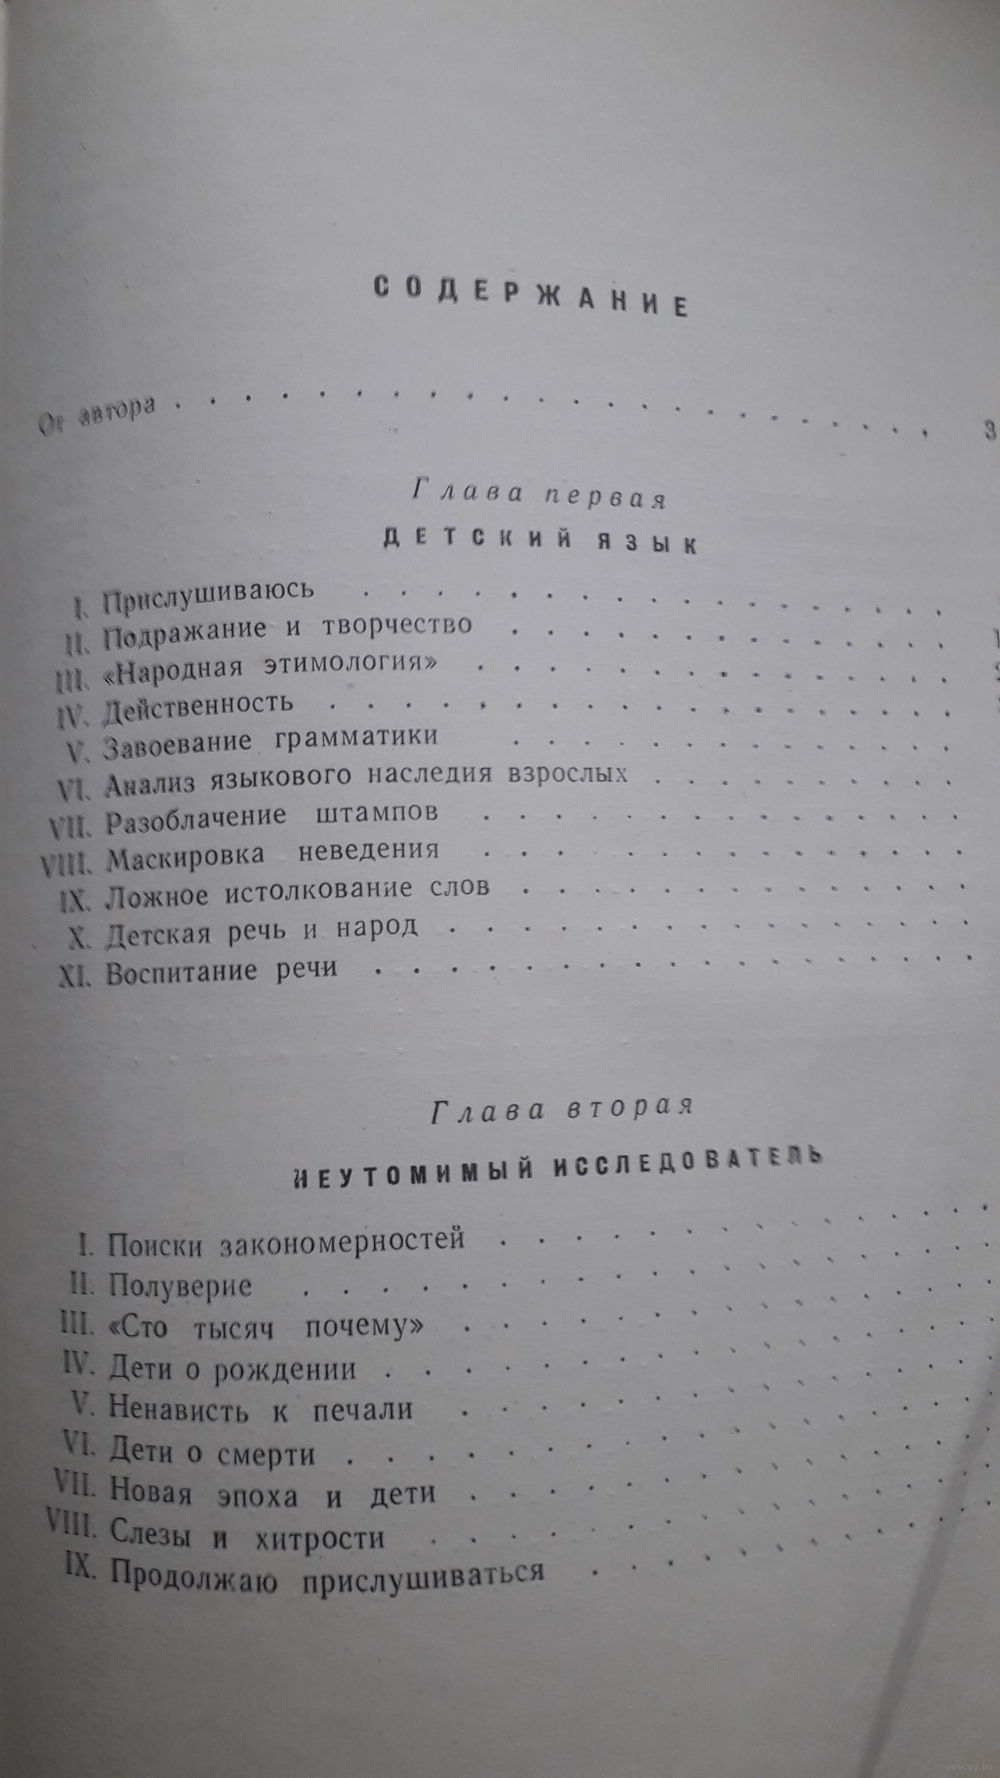 СОДЕРЖАНИЕ
От автора . . . . . . . . . . . . . . . . . . . . . 3
Глава первая
ДЕТСКИЙ ЯЗЫК
I. Прислушиваюсь . . . . . . . . . . . . . . . .
II. Подражание и творчество . . . . . . . . . . . .
III. «Народная этимология» . . . . . . . . . . . . .
IV. Действенность . . . . . . . . . . . . . . . . .
V. Завоевание грамматики . . . . . . . . . . . .
VI. Анализ языкового наследия взрослых . . . . . . . .
VII. Разоблачение штампов . . . . . . . . . . . . .
VIII. Маскировка неведения . . . . . . . . . . . . .
IX. Ложное истолкование слов . . . . . . . . . . . .
X. Детская речь и народ . . . . . . . . . . . . . .
XI. Воспитание речи . . . . . . . . . . . . . . . .
Глава вторая
НЕУТОМИМЫЙ ИССЛЕДОВАТЕЛЬ
I. Поиски закономерностей . . . . . . . . . . . . .
II. Полуверие . . . . . . . . . . . . . . . . . .
III. «Сто тысяч почему» . . . . . . . . . . . . . .
IV. Дети о рождении . . . . . . . . . . . . . . . .
V. Ненависть к печали . . . . . . . . . . . . . .
VI. Дети о смерти . . . . . . . . . . . . . . . . .
VII. Новая эпоха и дети . . . . . . . . . . . . . .
VIII. Слезы и хитрости . . . . . . . . . . . . . . .
IX. Продолжаю прислушиваться . . . . . . . . . . .
www.ay.by